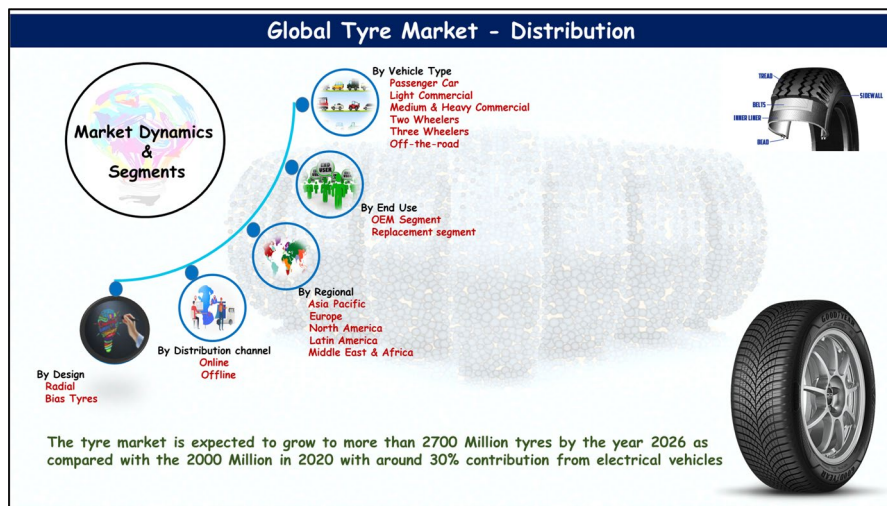 Global Tyre Market - Distribution
Market Dynamics
&
Segments
By Vehicle Type
Passenger Car
Light Commercial
Medium & Heavy Commercial
Two Wheelers
Three Wheelers
Off-the-road
TREAD
SIDEWALL
BELTS
INNER LINER
BEAD
END
USER
By End Use
OEM Segment
Replacement segment
By Regional
Asia Pacific
Europe
North America
Latin America
Middle East & Africa
By Distribution channel
Online
Offline
By Design
Radial
Bias Tyres
GOODYEAR
The tyre market is expected to grow to more than 2700 Million tyres by the year 2026 as
compared with the 2000 Million in 2020 with around 30% contribution from electrical vehicles